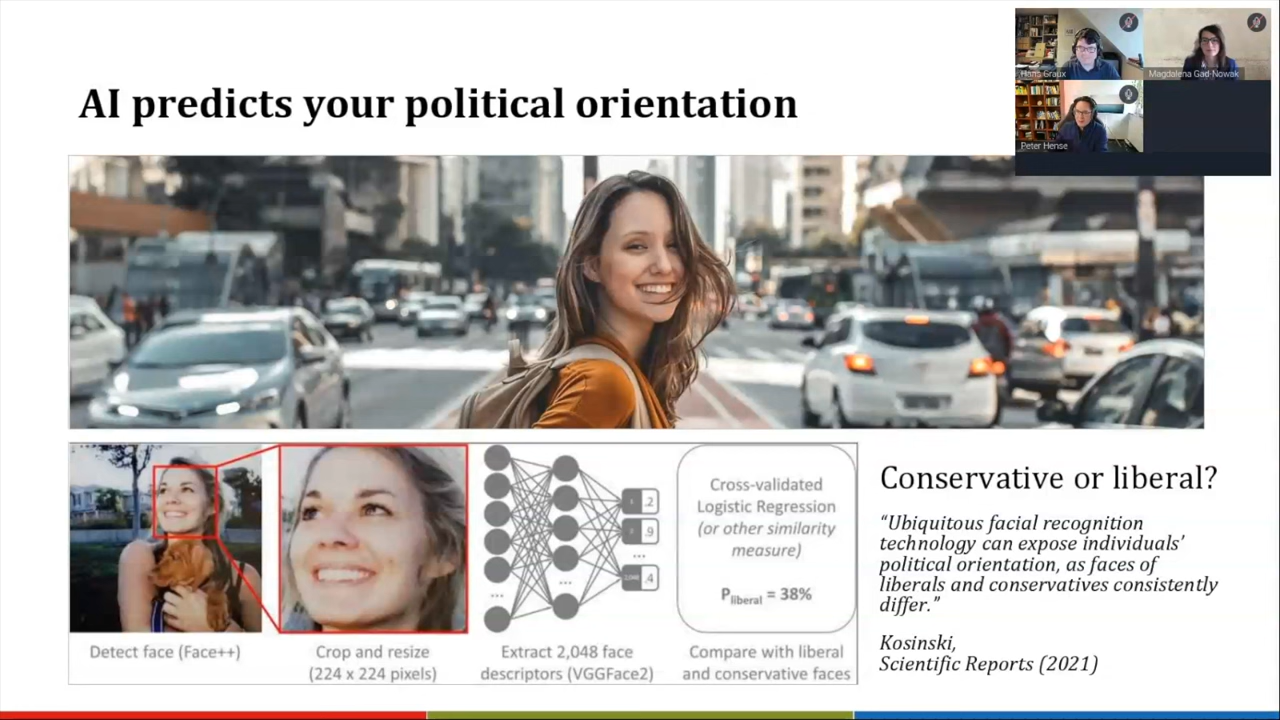 AI predicts your political orientation
Hans Graux
Magdalena Gad-Nowak
Peter Hense
Detect face (Face++)
Crop and resize
(224 x 224 pixels)
.2
.9
...
.4
...
...
Extract 2,048 face
descriptors (VGGFace2)
Cross-validated
Logistic Regression
(or other similarity
measure)
Pliberal = 38%
Compare with liberal
and conservative faces
Conservative or liberal?
“Ubiquitous facial recognition
technology can expose individuals’
political orientation, as faces of
liberals and conservatives consistently
differ.”
Kosinski,
Scientific Reports (2021)